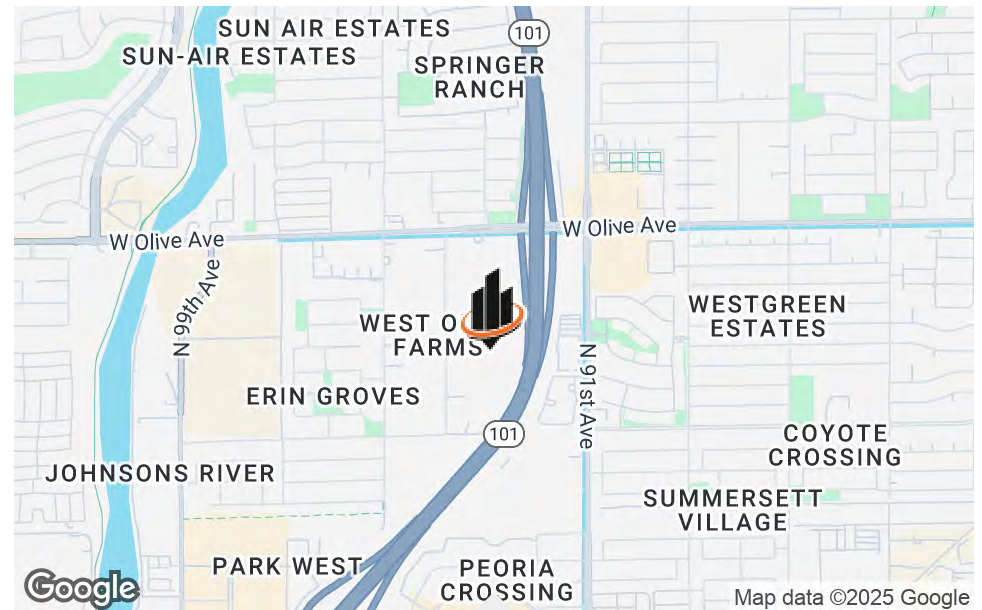 SUN AIR ESTATES
SUN-AIR ESTATES
101
SPRINGER
RANCH
W Olive Ave
W Olive Ave
N 99th Ave
WEST O
FARMS
WESTGREEN
ESTATES
N 91st Ave
ERIN GROVES
101
COYOTE
CROSSING
JOHNSONS RIVER
SUMMERSETT
VILLAGE
PARK WEST
PEORIA
CROSSING
Google
Map data ©2025 Google